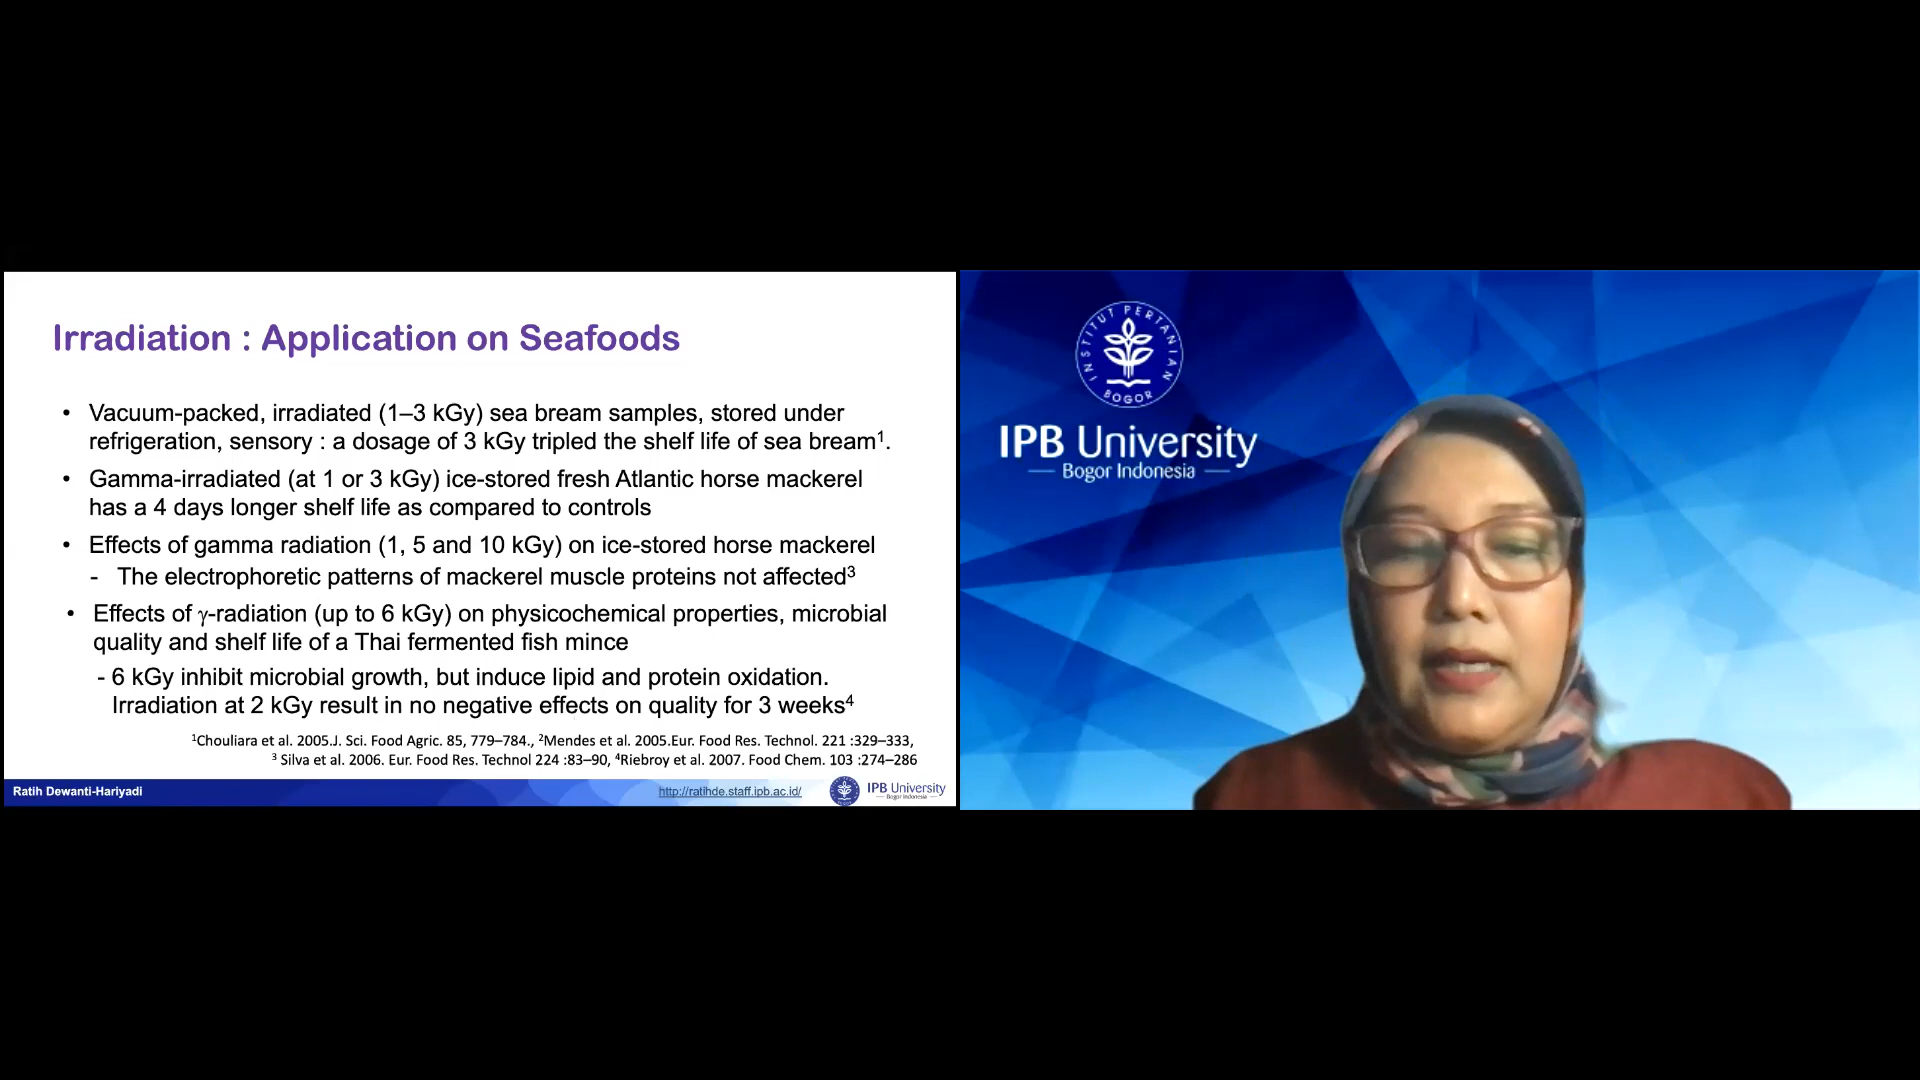 Irradiation : Application on Seafoods
• Vacuum-packed, irradiated (1–3 kGy) sea bream samples, stored under
refrigeration, sensory : a dosage of 3 kGy tripled the shelf life of sea bream¹.
• Gamma-irradiated (at 1 or 3 kGy) ice-stored fresh Atlantic horse mackerel
has a 4 days longer shelf life as compared to controls
• Effects of gamma radiation (1, 5 and 10 kGy) on ice-stored horse mackerel
- The electrophoretic patterns of mackerel muscle proteins not affected³
• Effects of γ-radiation (up to 6 kGy) on physicochemical properties, microbial
quality and shelf life of a Thai fermented fish mince
- 6 kGy inhibit microbial growth, but induce lipid and protein oxidation.
Irradiation at 2 kGy result in no negative effects on quality for 3 weeks⁴
¹Chouliara et al. 2005.J. Sci. Food Agric. 85, 779–784., ²Mendes et al. 2005.Eur. Food Res. Technol. 221 :329–333,
³ Silva et al. 2006. Eur. Food Res. Technol 224 :83–90, ⁴Riebroy et al. 2007. Food Chem. 103 :274–286
Ratih Dewanti-Hariyadi
http://ratihde.staff.ipb.ac.id/
IPB University
Bogor Indonesia
INSTITUT PERTANIAN
BOGOR
IPB University
Bogor Indonesia